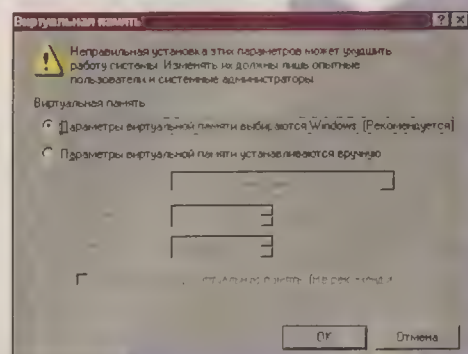 Виртуальная память
Неправильная установка этих параметров может ухудшить
работу системы. Изменять их должны лишь опытные
пользователи и системные администраторы.
Виртуальная память
Параметры виртуальной памяти выбираются Windows. (Рекомендуется)
Параметры виртуальной памяти устанавливаются вручную
OK
Отмена